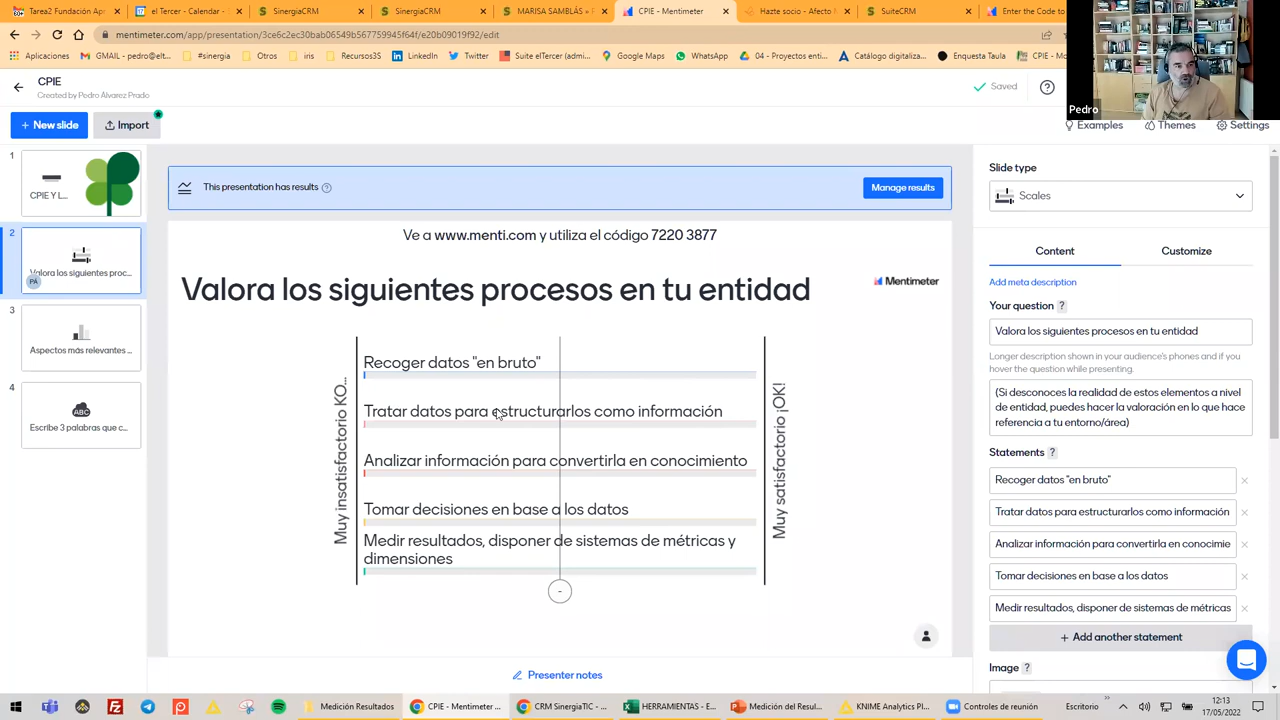 Tarea2 Fundación Ap
el Tercer - Calendar -
SinergiaCRM
SinergiaCRM
MARISA SAMBLÁS » F
CPIE - Mentimeter
Hazte socio - Afecto
SuiteCRM
Enter the Code to
mentimeter.com/app/presentation/3ce6c2ec30bab06549b567759945f64f/e20b09019f92/edit
Aplicaciones
GMAIL - pedro@elt...
#sinergia
Otros
iris
Recursos3S
LinkedIn
Twitter
Suite elTercer (admi...
Google Maps
WhatsApp
04 - Proyectos enti...
Catálogo digitaliza...
Enquesta Taula
CPIE - M
CPIE
Created by Pedro Álvarez Prado
Saved
Pedro
+ New slide
Import
Examples
Themes
Settings
1
CPIE Y L...
2
Valora los siguientes proc...
PÁ
3
Aspectos más relevantes ...
4
ABC
Escribe 3 palabras que c...
This presentation has results
Manage results
Ve a www.menti.com y utiliza el código 7220 3877
Valora los siguientes procesos en tu entidad
Mentimeter
Muy insatisfactorio KO...
Recoger datos "en bruto"
Tratar datos para estructurarlos como información
Analizar información para convertirla en conocimiento
Tomar decisiones en base a los datos
Medir resultados, disponer de sistemas de métricas y
dimensiones
Muy satisfactorio ¡OK!
Presenter notes
Slide type
Scales
Content
Customize
Add meta description
Your question
Valora los siguientes procesos en tu entidad
Longer description shown in your audience's phones and if you
hover the question while presenting.
(Si desconoces la realidad de estos elementos a nivel
de entidad, puedes hacer la valoración en lo que hace
referencia a tu entorno/área)
Statements
Recoger datos "en bruto"
Tratar datos para estructurarlos como información
Analizar información para convertirla en conocimie
Tomar decisiones en base a los datos
Medir resultados, disponer de sistemas de métricas
+ Add another statement
Image
Medición Resultados
CPIE - Mentimeter ...
CRM SinergiaTIC - ...
HERRAMIENTAS - E...
Medición del Resul...
KNIME Analytics Pl...
Controles de reunión
Escritorio
12:13
17/05/2022